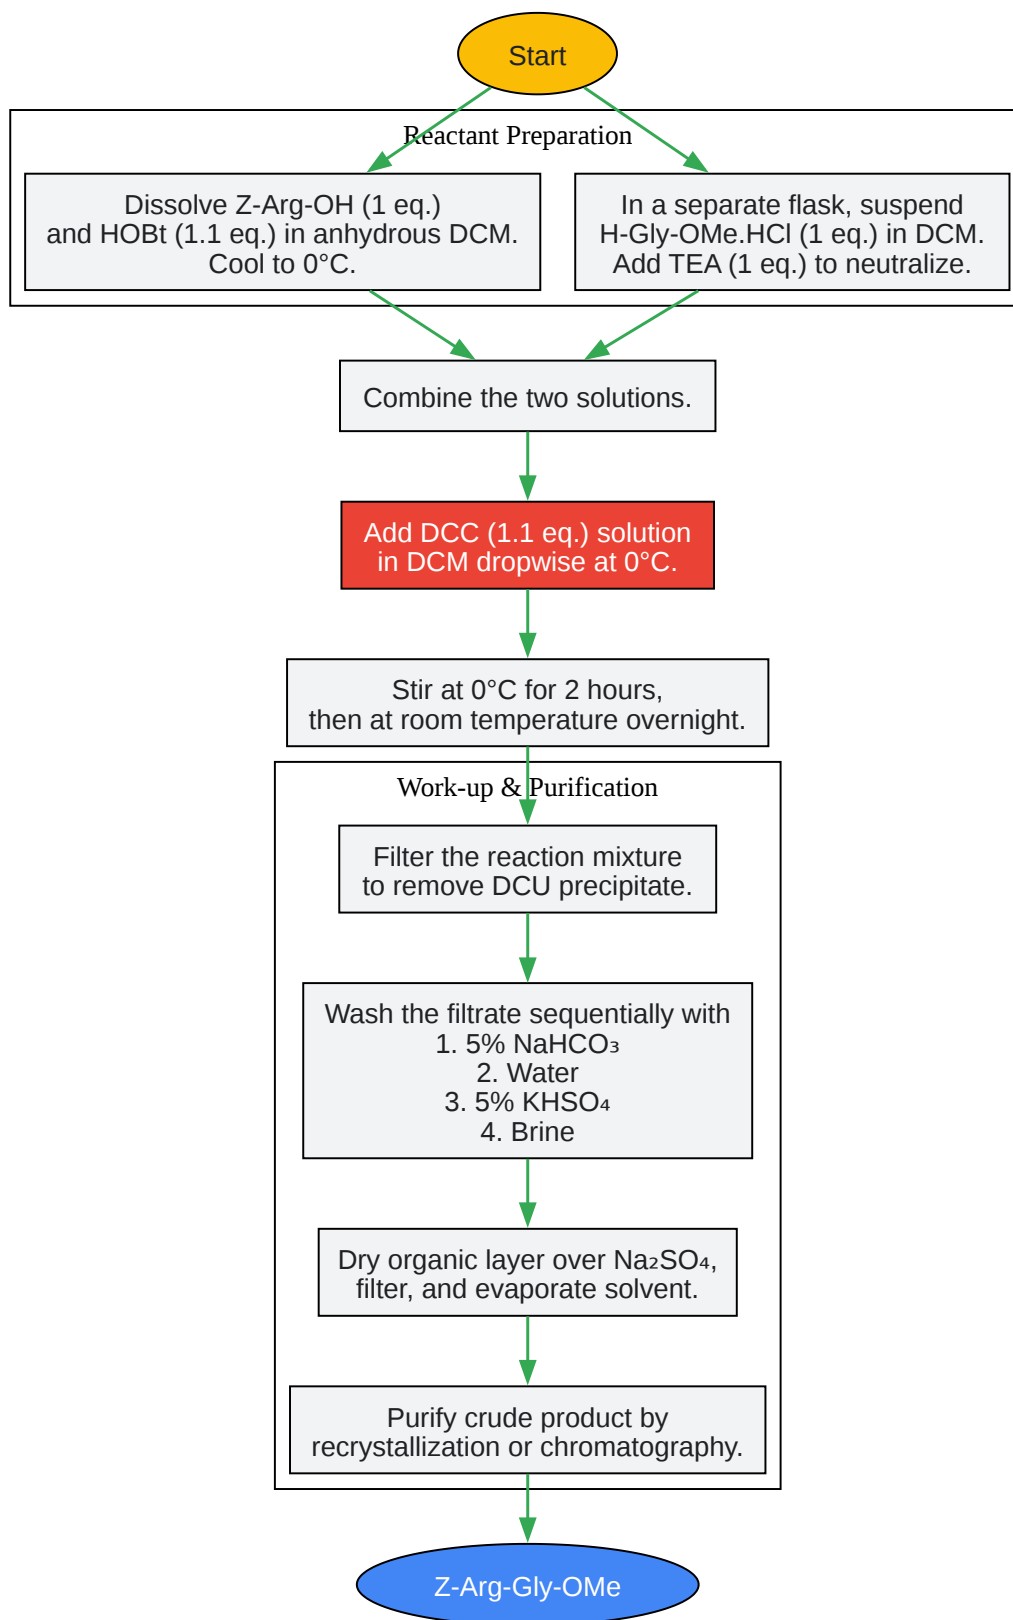 Start
Reactant Preparation
Dissolve Z-Arg-OH (1 eq.)
and HOBt (1.1 eq.) in anhydrous DCM.
Cool to 0°C.
In a separate flask, suspend
H-Gly-OMe.HCl (1 eq.) in DCM.
Add TEA (1 eq.) to neutralize.
Combine the two solutions.
Add DCC (1.1 eq.) solution
in DCM dropwise at 0°C.
Stir at 0°C for 2 hours,
then at room temperature overnight.
Work-up & Purification
Filter the reaction mixture
to remove DCU precipitate.
Wash the filtrate sequentially with
1. 5% NaHCO₃
2. Water
3. 5% KHSO₄
4. Brine
Dry organic layer over Na₂SO₄,
filter, and evaporate solvent.
Purify crude product by
recrystallization or chromatography.
Z-Arg-Gly-OMe